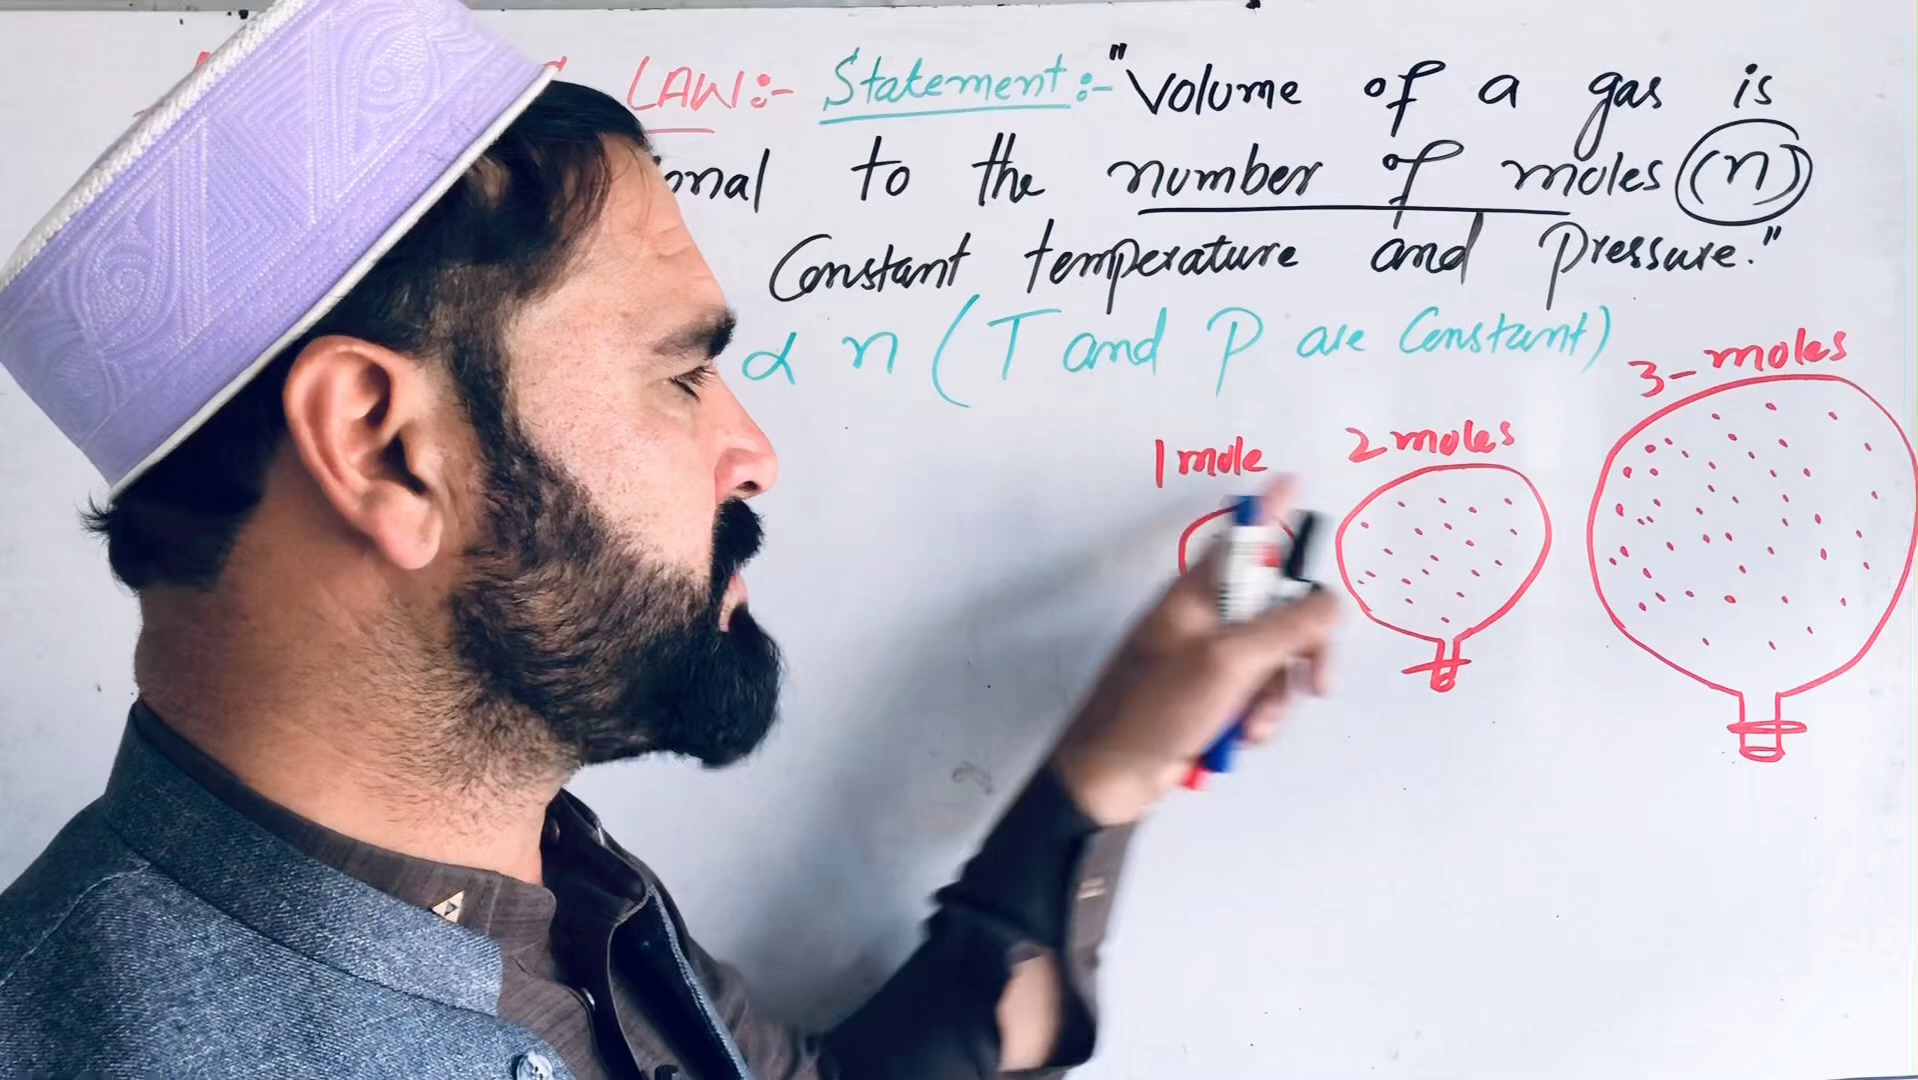 LAW:- Statement:- "Volume of a gas is
to the number of moles (n)
Constant temperature and Pressure."
α n (T and P are Constant)
3-moles
1 mole
2 moles